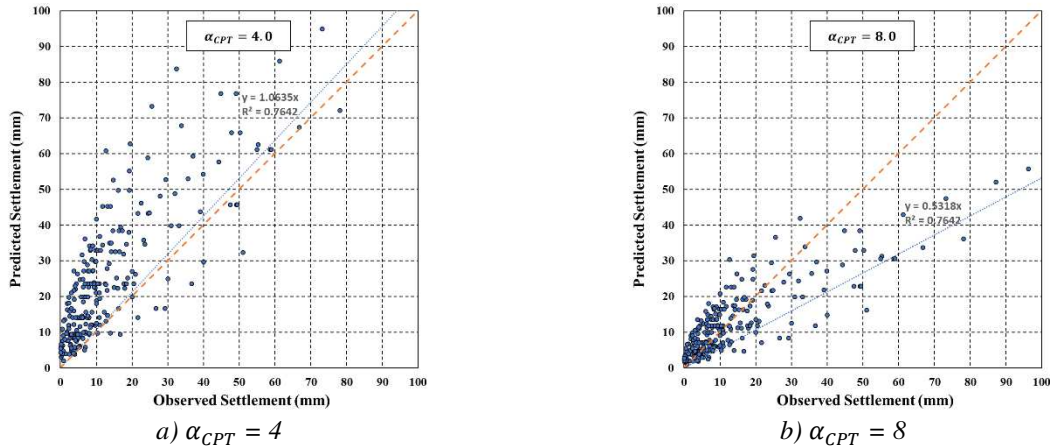 α_CPT = 4.0
100
90
80
70
60
50
40
30
20
10
0
Predicted Settlement (mm)
y = 1.0635x
R² = 0.7642
0 10 20 30 40 50 60 70 80 90 100
Observed Settlement (mm)
a) α_CPT = 4
α_CPT = 8.0
100
90
80
70
60
50
40
30
20
10
0
Predicted Settlement (mm)
y = 0.5318x
R² = 0.7642
0 10 20 30 40 50 60 70 80 90 100
Observed Settlement (mm)
b) α_CPT = 8